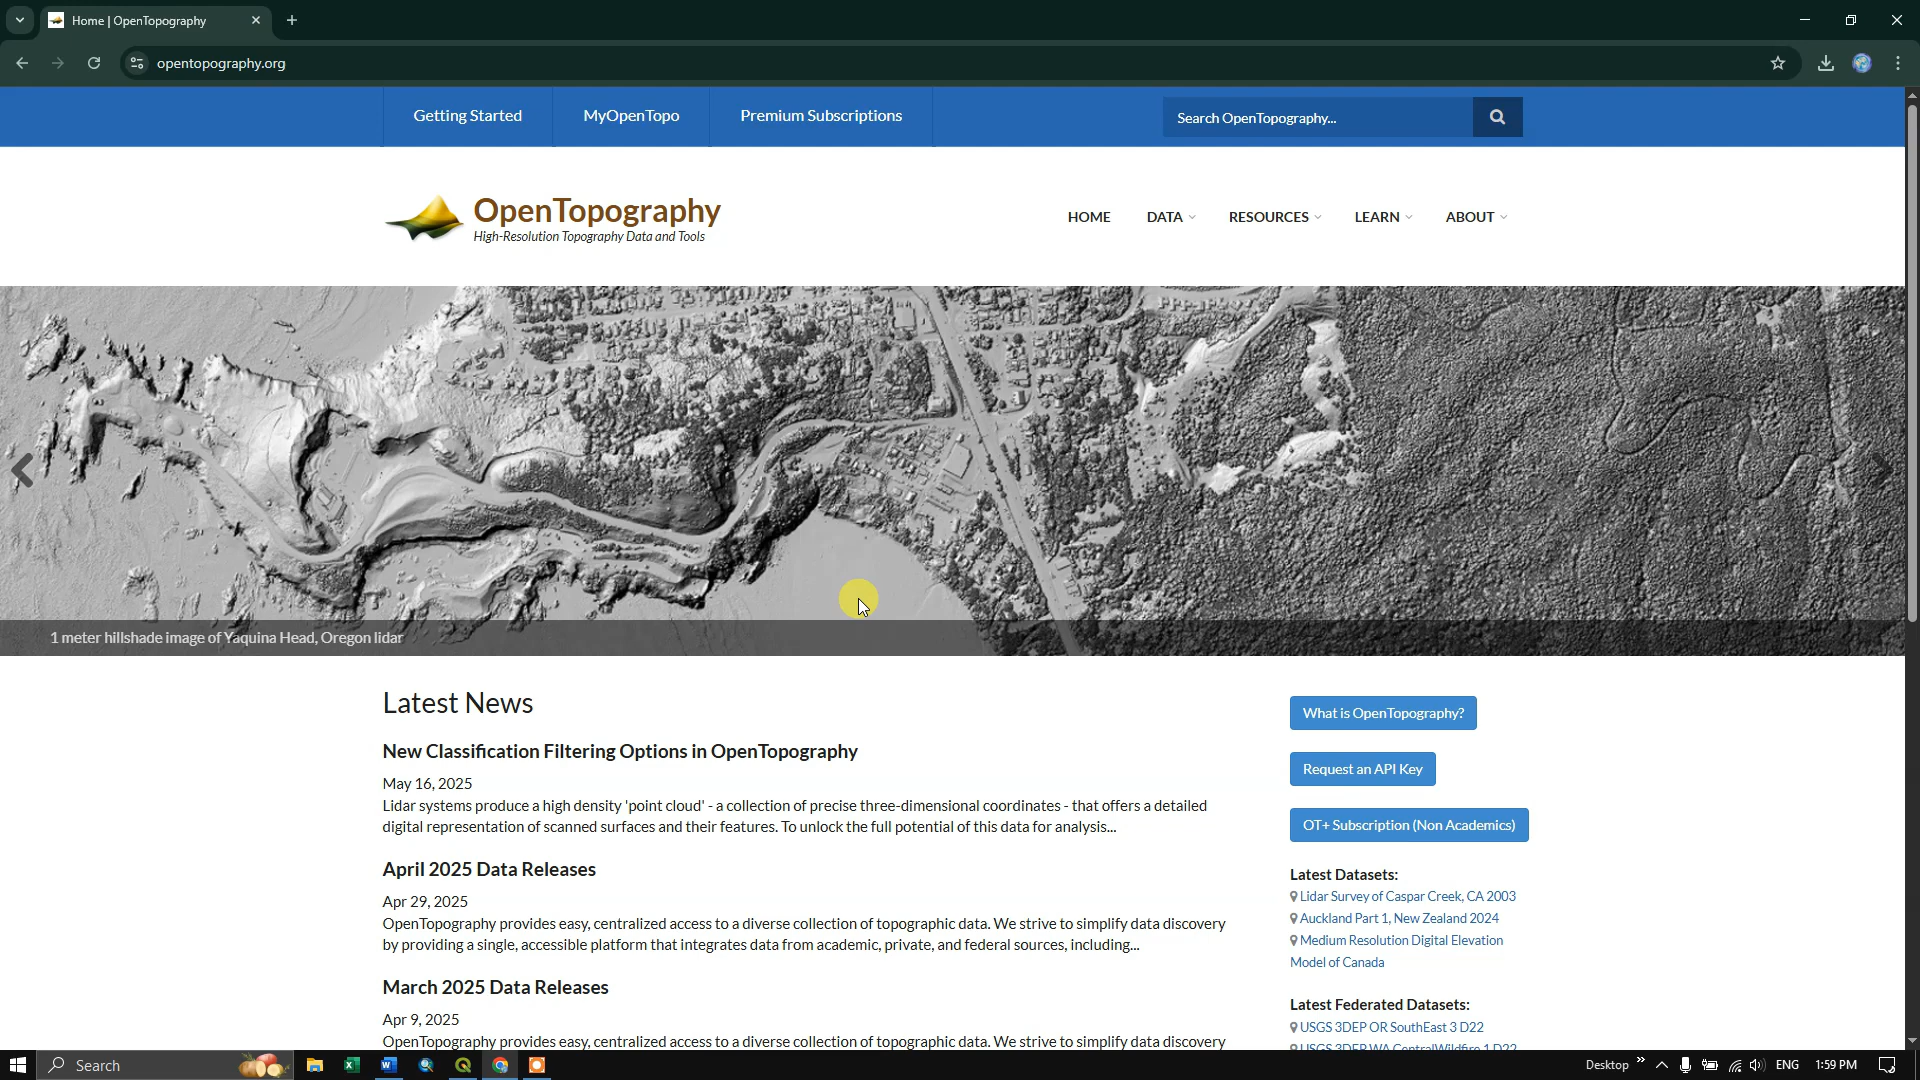 Home | OpenTopography
opentopography.org
Getting Started
MyOpenTopo
Premium Subscriptions
Search OpenTopography...
OpenTopography
High-Resolution Topography Data and Tools
HOME
DATA
RESOURCES
LEARN
ABOUT
1 meter hillshade image of Yaquina Head, Oregon lidar
Latest News
New Classification Filtering Options in OpenTopography
May 16, 2025
Lidar systems produce a high density 'point cloud' - a collection of precise three-dimensional coordinates - that offers a detailed
digital representation of scanned surfaces and their features. To unlock the full potential of this data for analysis...
April 2025 Data Releases
Apr 29, 2025
OpenTopography provides easy, centralized access to a diverse collection of topographic data. We strive to simplify data discovery
by providing a single, accessible platform that integrates data from academic, private, and federal sources, including...
March 2025 Data Releases
Apr 9, 2025
OpenTopography provides easy, centralized access to a diverse collection of topographic data. We strive to simplify data discovery
What is OpenTopography?
Request an API Key
OT+ Subscription (Non Academics)
Latest Datasets:
Lidar Survey of Caspar Creek, CA 2003
Auckland Part 1, New Zealand 2024
Medium Resolution Digital Elevation
Model of Canada
Latest Federated Datasets:
USGS 3DEP OR SouthEast 3 D22
USGS 3DEP WA CentralWildfire 1 D22
Search
Desktop
ENG
1:59 PM